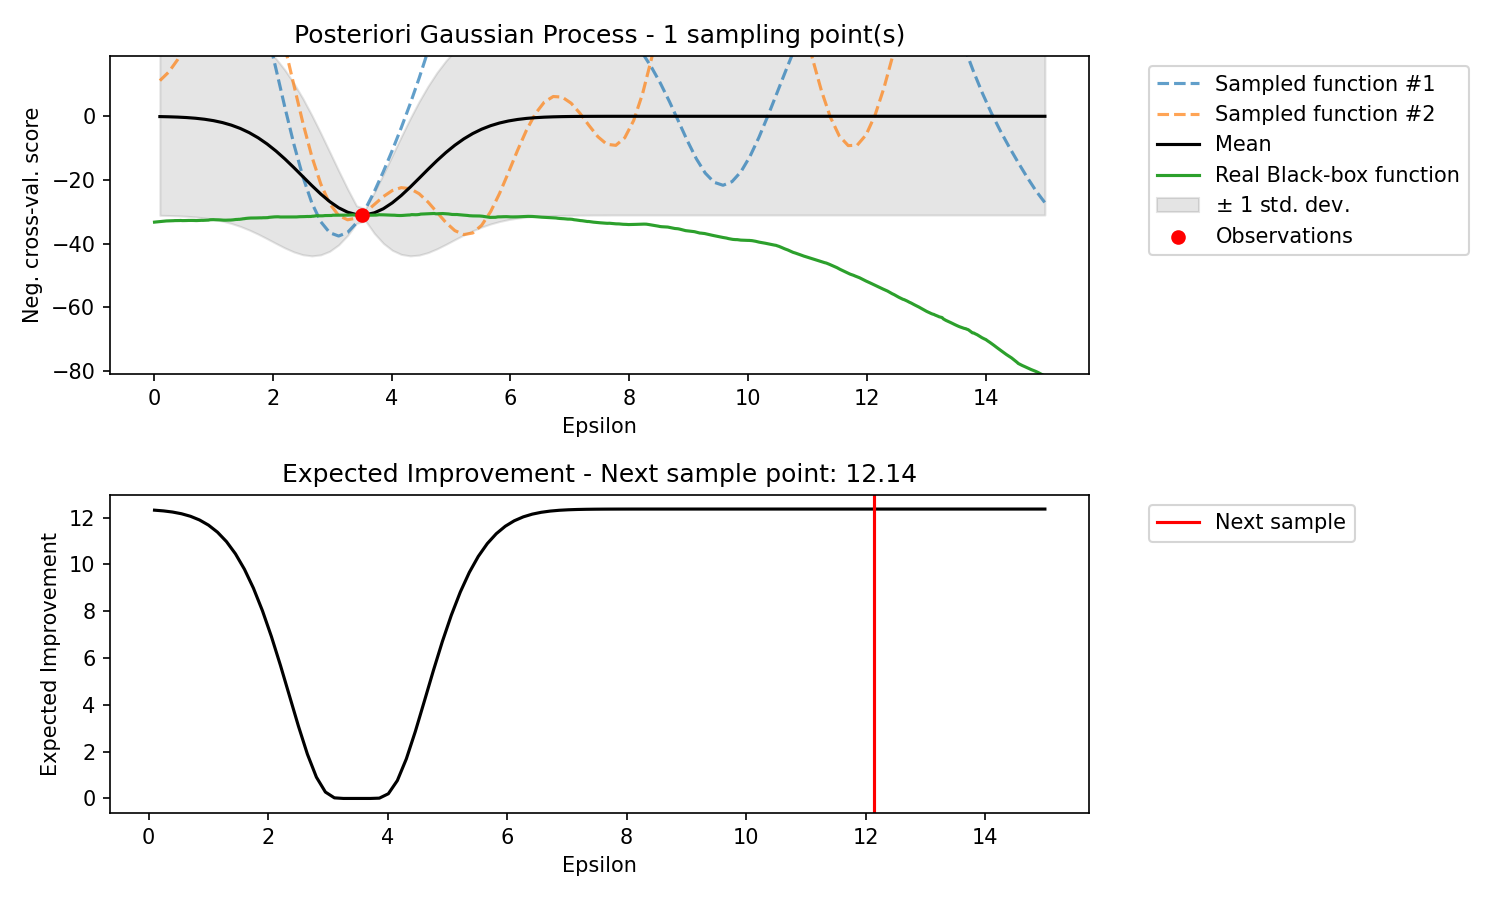 Posteriori Gaussian Process - 1 sampling point(s)
Neg. cross-val. score
0
−20
−40
−60
−80
0 2 4 6 8 10 12 14
Epsilon
Sampled function #1
Sampled function #2
Mean
Real Black-box function
± 1 std. dev.
Observations
Expected Improvement - Next sample point: 12.14
Expected Improvement
12
10
8
6
4
2
0
0 2 4 6 8 10 12 14
Epsilon
Next sample